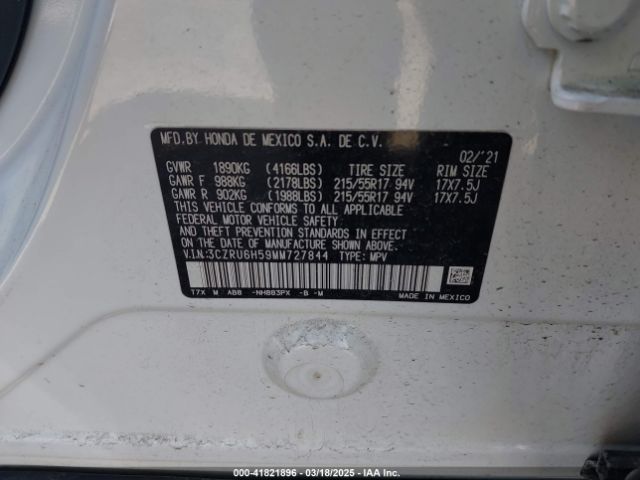 MFD.BY HONDA DE MEXICO S.A. DE C.V.
02/'21
GVWR 1890KG (4166LBS) TIRE SIZE RIM SIZE
GAWR F 988KG (2178LBS) 215/55R17 94V 17X7.5J
GAWR R 902KG (1988LBS) 215/55R17 94V 17X7.5J
THIS VEHICLE CONFORMS TO ALL APPLICABLE
FEDERAL MOTOR VEHICLE SAFETY
AND THEFT PREVENTION STANDARDS IN EFFECT
ON THE DATE OF MANUFACTURE SHOWN ABOVE.
V.I.N:3CZRU6H59MM727844 TYPE: MPV
T7X M ABB -NH883PX -B -M
MADE IN MEXICO
000-41821896 — 03/18/2025 — IAA Inc.